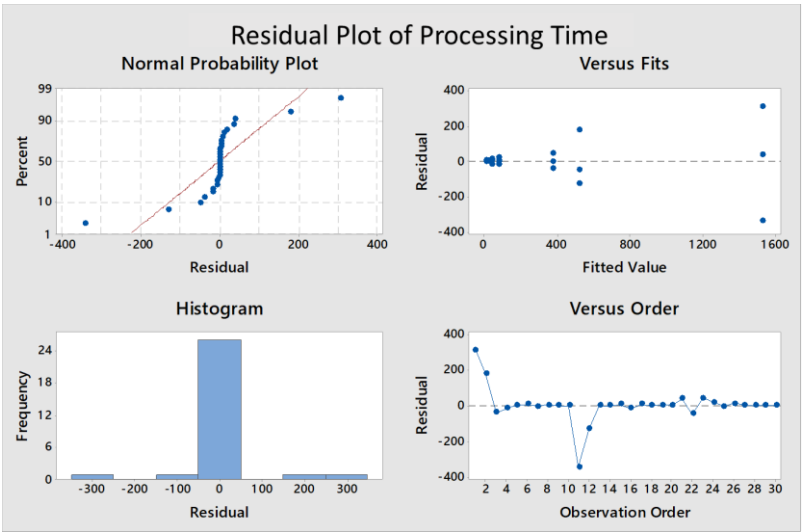 Residual Plot of Processing Time
Normal Probability Plot
99
90
50
10
1
Percent
-400 -200 0 200 400
Residual
Versus Fits
400
200
0
-200
-400
Residual
0 400 800 1200 1600
Fitted Value
Histogram
24
18
12
6
0
Frequency
-300 -200 -100 0 100 200 300
Residual
Versus Order
400
200
0
-200
-400
Residual
2 4 6 8 10 12 14 16 18 20 22 24 26 28 30
Observation Order